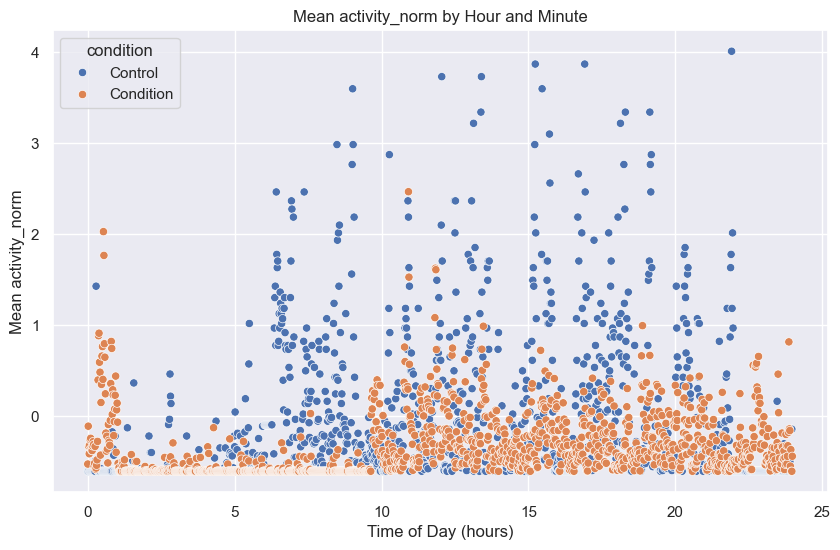 Mean activity_norm by Hour and Minute
condition
Control
Condition
Mean activity_norm
4
3
2
1
0
0
5
10
15
20
25
Time of Day (hours)